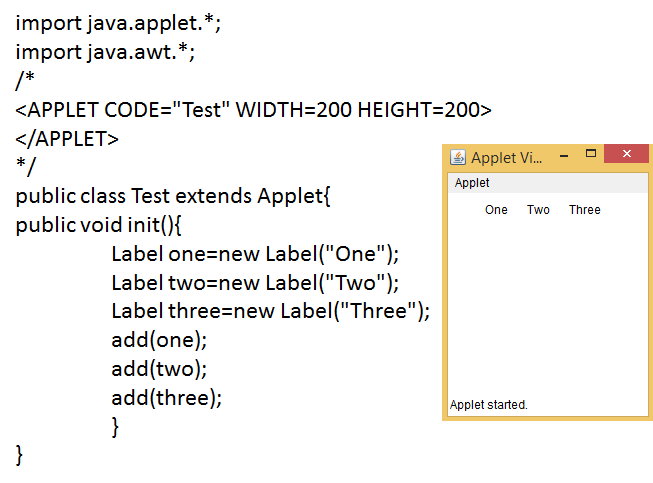 import java.applet.*;
import java.awt.*;
/*
<APPLET CODE="Test" WIDTH=200 HEIGHT=200>
</APPLET>
*/
public class Test extends Applet{
public void init(){
Label one=new Label("One");
Label two=new Label("Two");
Label three=new Label("Three");
add(one);
add(two);
add(three);
}
}
Applet Vi...
Applet
One Two Three
Applet started.